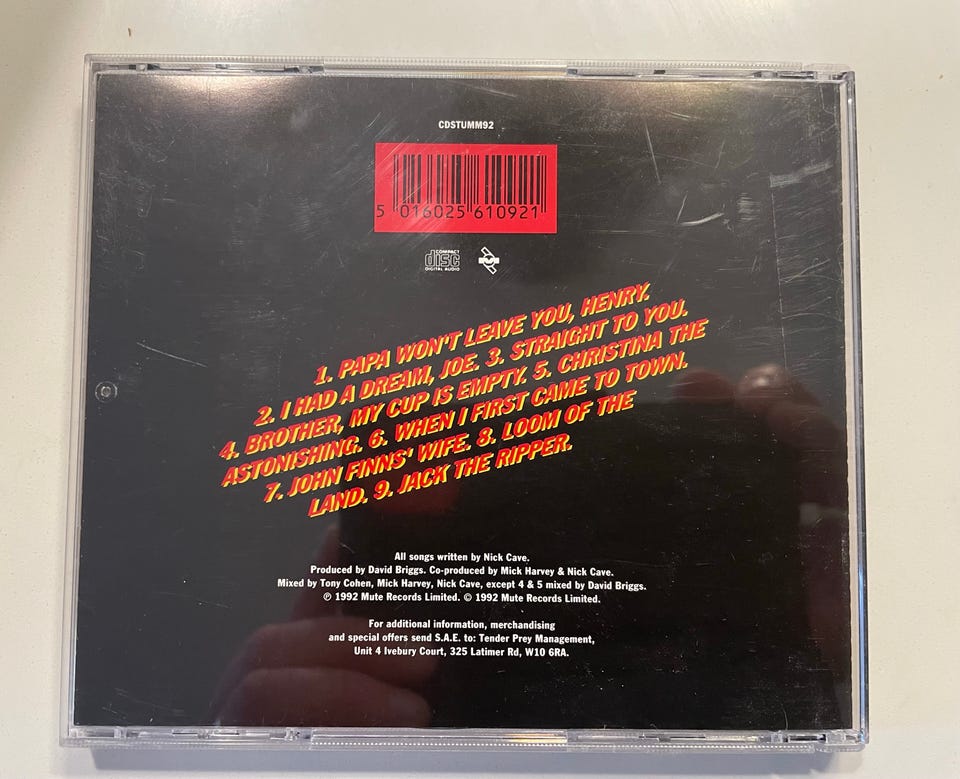 CDSTUMM92
5 016025 610921
COMPACT
disc
DIGITAL AUDIO
1. PAPA WON'T LEAVE YOU, HENRY.
2. I HAD A DREAM, JOE. 3. STRAIGHT TO YOU.
4. BROTHER, MY CUP IS EMPTY. 5. CHRISTINA THE
ASTONISHING. 6. WHEN I FIRST CAME TO TOWN.
7. JOHN FINNS' WIFE. 8. LOOM OF THE
LAND. 9. JACK THE RIPPER.
All songs written by Nick Cave.
Produced by David Briggs. Co-produced by Mick Harvey & Nick Cave.
Mixed by Tony Cohen, Mick Harvey, Nick Cave, except 4 & 5 mixed by David Briggs.
℗ 1992 Mute Records Limited. © 1992 Mute Records Limited.
For additional information, merchandising
and special offers send S.A.E. to: Tender Prey Management,
Unit 4 Ivebury Court, 325 Latimer Rd, W10 6RA.